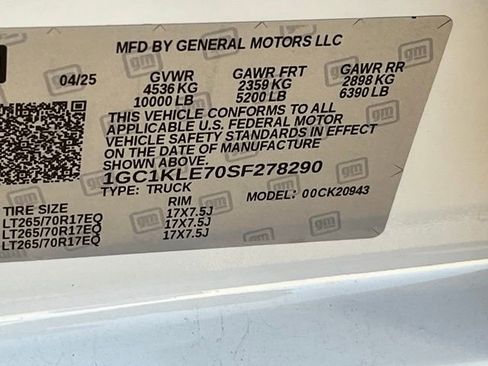 MFD BY GENERAL MOTORS LLC
04/25 GVWR GAWR FRT GAWR RR
4536 KG 2359 KG 2898 KG
10000 LB 5200 LB 6390 LB
THIS VEHICLE CONFORMS TO ALL
APPLICABLE U.S. FEDERAL MOTOR
VEHICLE SAFETY STANDARDS IN EFFECT
ON THE DATE OF MANUFACTURE
SHOWN ABOVE.
1GC1KLE70SF278290
TYPE: TRUCK MODEL: 00CK20943
TIRE SIZE RIM
LT265/70R17EQ 17X7.5J
LT265/70R17EQ 17X7.5J
LT265/70R17EQ 17X7.5J
gm